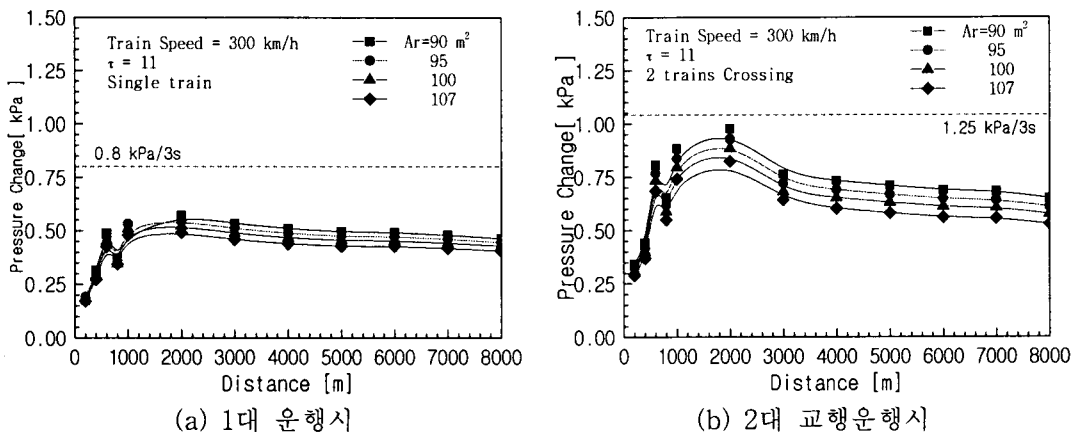 1.50
1.25
1.00
0.75
0.50
0.25
0.00
Pressure Change[ kPa]
Train Speed = 300 km/h
τ = 11
Single train
Ar=90 m²
95
100
107
0.8 kPa/3s
0 1000 2000 3000 4000 5000 6000 7000 8000
Distance [m]
(a) 1대 운행시
1.50
1.25
1.00
0.75
0.50
0.25
0.00
Pressure Change[ kPa]
Train Speed = 300 km/h
τ = 11
2 trains Crossing
Ar=90 m²
95
100
107
1.25 kPa/3s
0 1000 2000 3000 4000 5000 6000 7000 8000
Distance [m]
(b) 2대 교행운행시